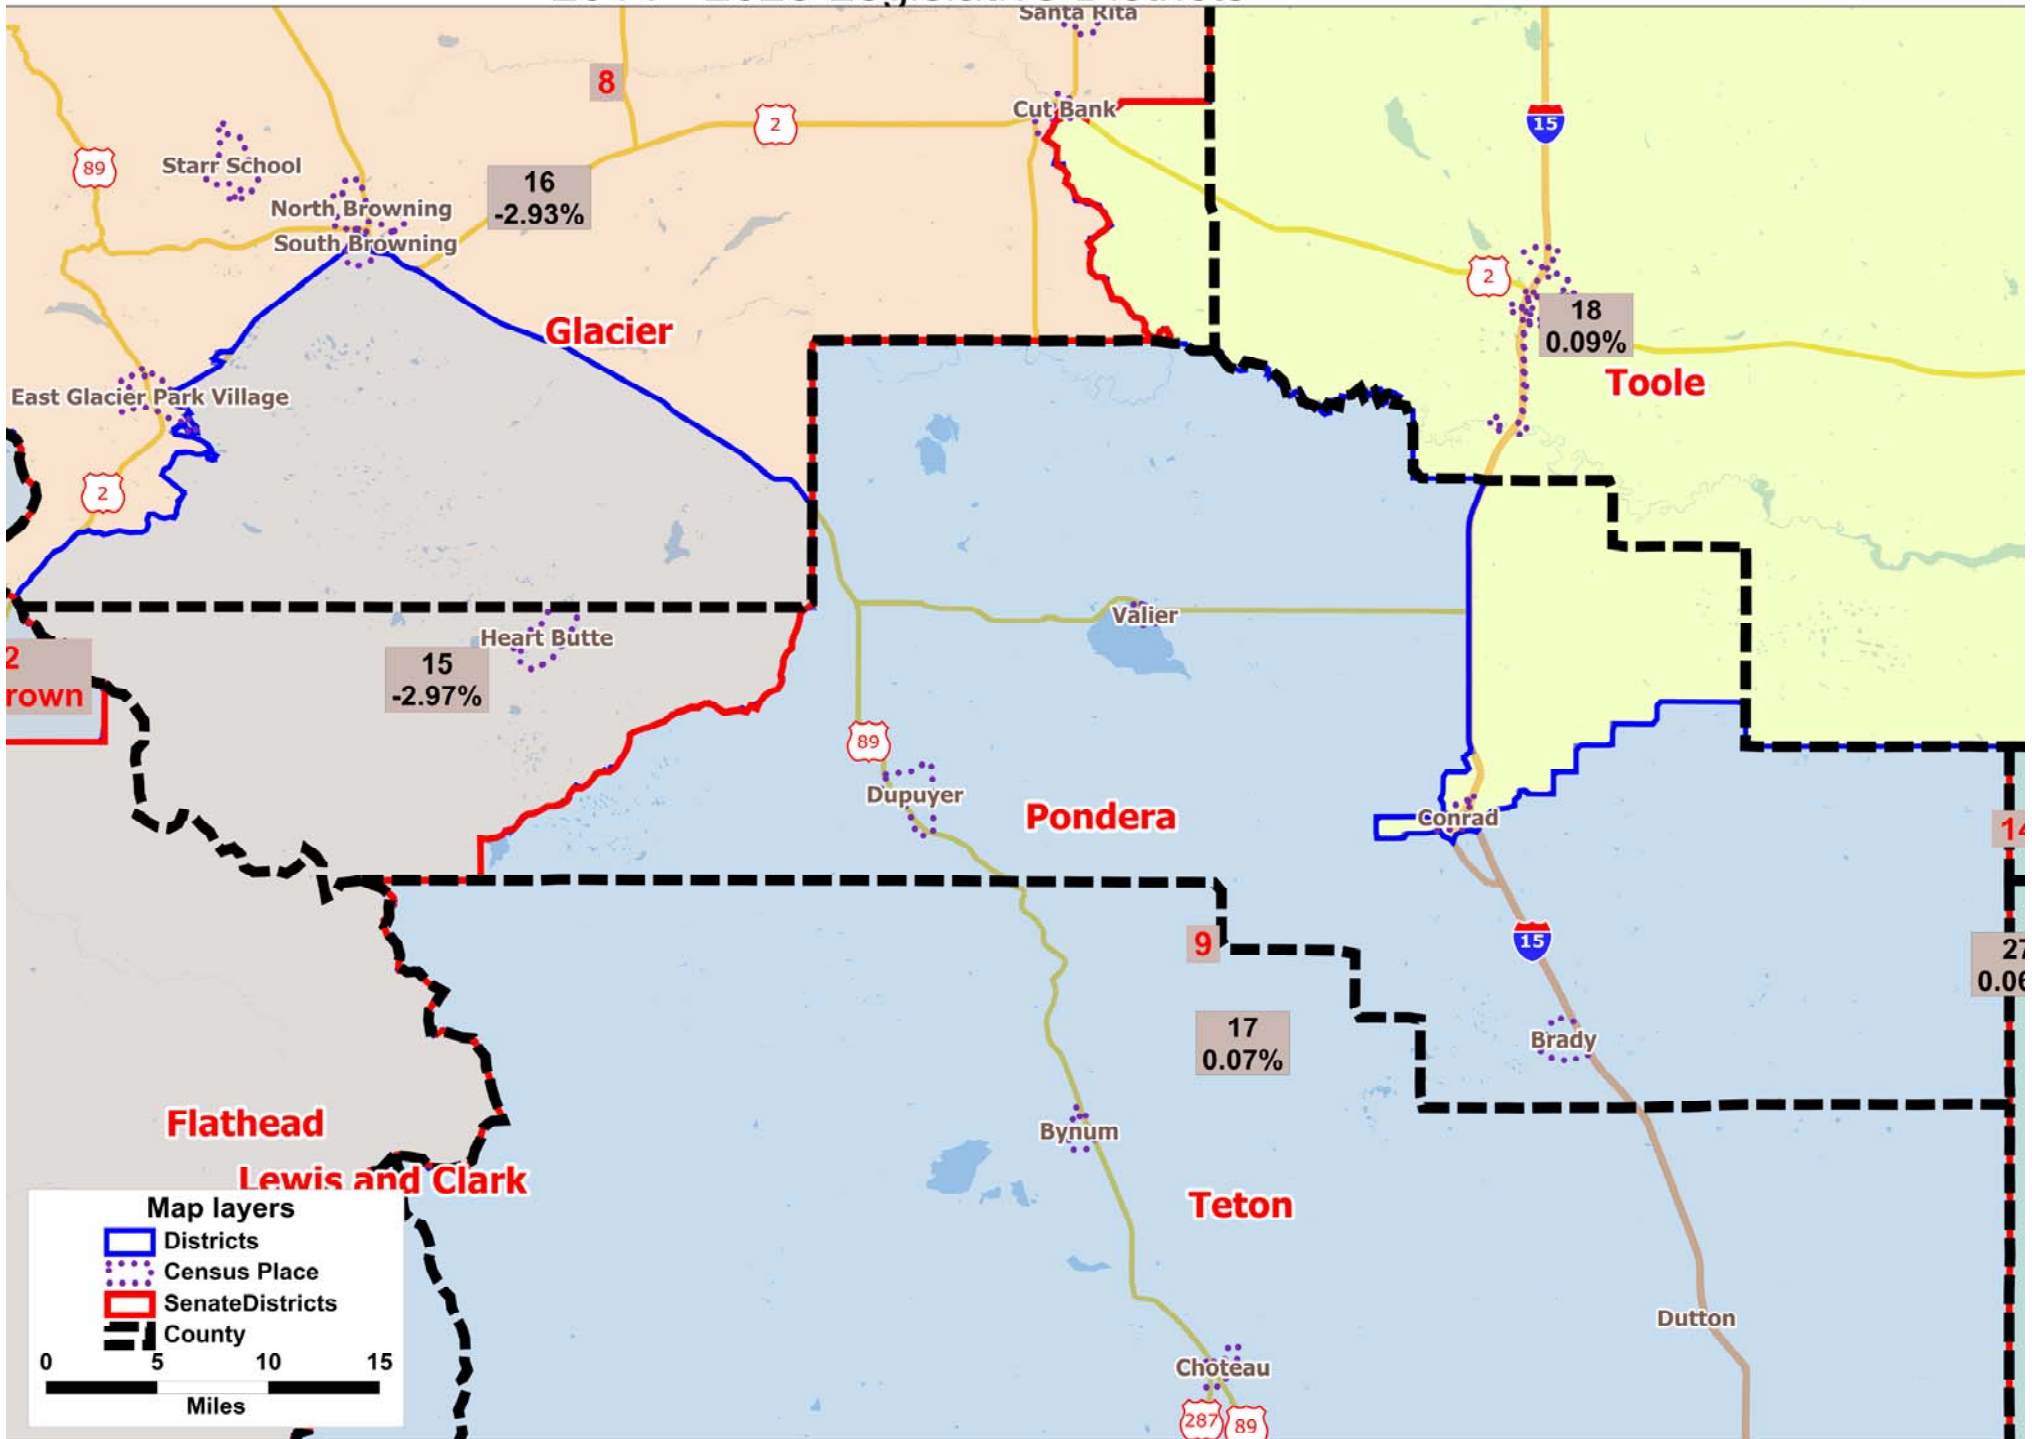 Santa Rita
8
Cut Bank
2
15
89
Starr School
16
-2.93%
North Browning
South Browning
2
18
0.09%
Glacier
Toole
East Glacier Park Village
2
Valier
Heart Butte
15
-2.97%
2
rown
89
Dupuyer
Pondera
Conrad
14
9
15
27
0.06
17
0.07%
Brady
Flathead
Bynum
Lewis and Clark
Teton
Map layers
Districts
Census Place
SenateDistricts
County
0 5 10 15
Miles
Dutton
Choteau
287
89